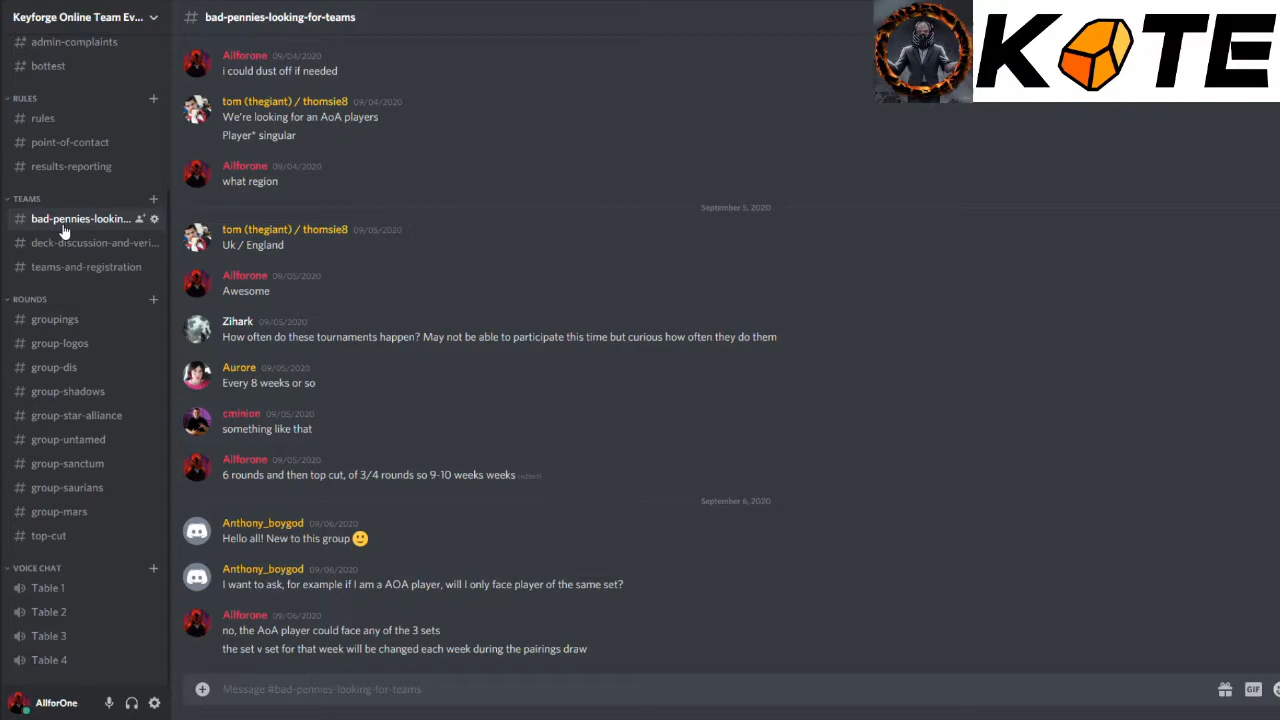 Keyforge Online Team Ev...
admin-complaints
bottest
RULES
rules
point-of-contact
results-reporting
TEAMS
bad-pennies-lookin...
deck-discussion-and-veri...
teams-and-registration
ROUNDS
groupings
group-logos
group-dis
group-shadows
group-star-alliance
group-untamed
group-sanctum
group-saurians
group-mars
top-cut
VOICE CHAT
Table 1
Table 2
Table 3
Table 4
AllforOne
bad-pennies-looking-for-teams
Allforone 09/04/2020
i could dust off if needed
tom (thegiant) / thomsie8 09/04/2020
We're looking for an AoA players
Player* singular
Allforone 09/04/2020
what region
September 5, 2020
tom (thegiant) / thomsie8 09/05/2020
Uk / England
Allforone 09/05/2020
Awesome
Zihark 09/05/2020
How often do these tournaments happen? May not be able to participate this time but curious how often they do them
Aurore 09/05/2020
Every 8 weeks or so
cminion 09/05/2020
something like that
Allforone 09/05/2020
6 rounds and then top cut, of 3/4 rounds so 9-10 weeks weeks (edited)
September 6, 2020
Anthony_boygod 09/06/2020
Hello all! New to this group 🙂
Anthony_boygod 09/06/2020
I want to ask, for example if I am a AOA player, will I only face player of the same set?
Allforone 09/06/2020
no, the AoA player could face any of the 3 sets
the set v set for that week will be changed each week during the pairings draw
Message #bad-pennies-looking-for-teams
GIF
KOTE